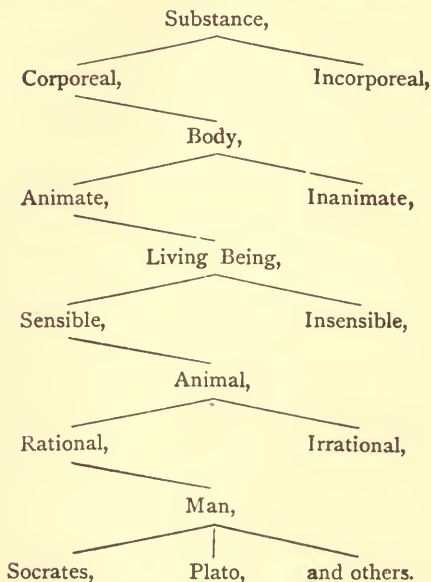 Substance,
Corporeal, Incorporeal,
Body,
Animate, Inanimate,
Living Being,
Sensible, Insensible,
Animal,
Rational, Irrational,
Man,
Socrates, Plato, and others.